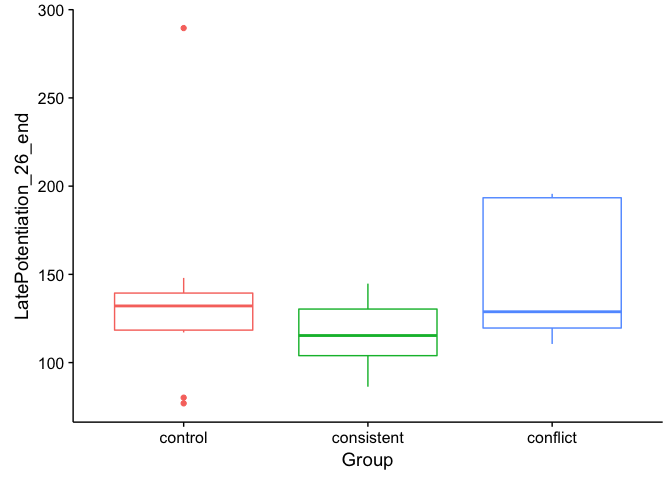 300
250
200
150
100
LatePotentiation_26_end
control
consistent
conflict
Group